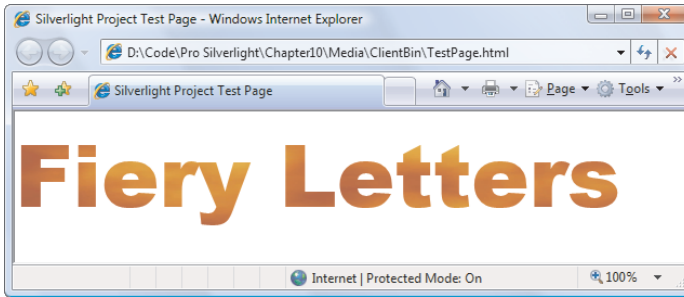 Silverlight Project Test Page - Windows Internet Explorer
D:\Code\Pro Silverlight\Chapter10\Media\ClientBin\TestPage.html
Silverlight Project Test Page
Page
Tools
Fiery Letters
Internet | Protected Mode: On
100%